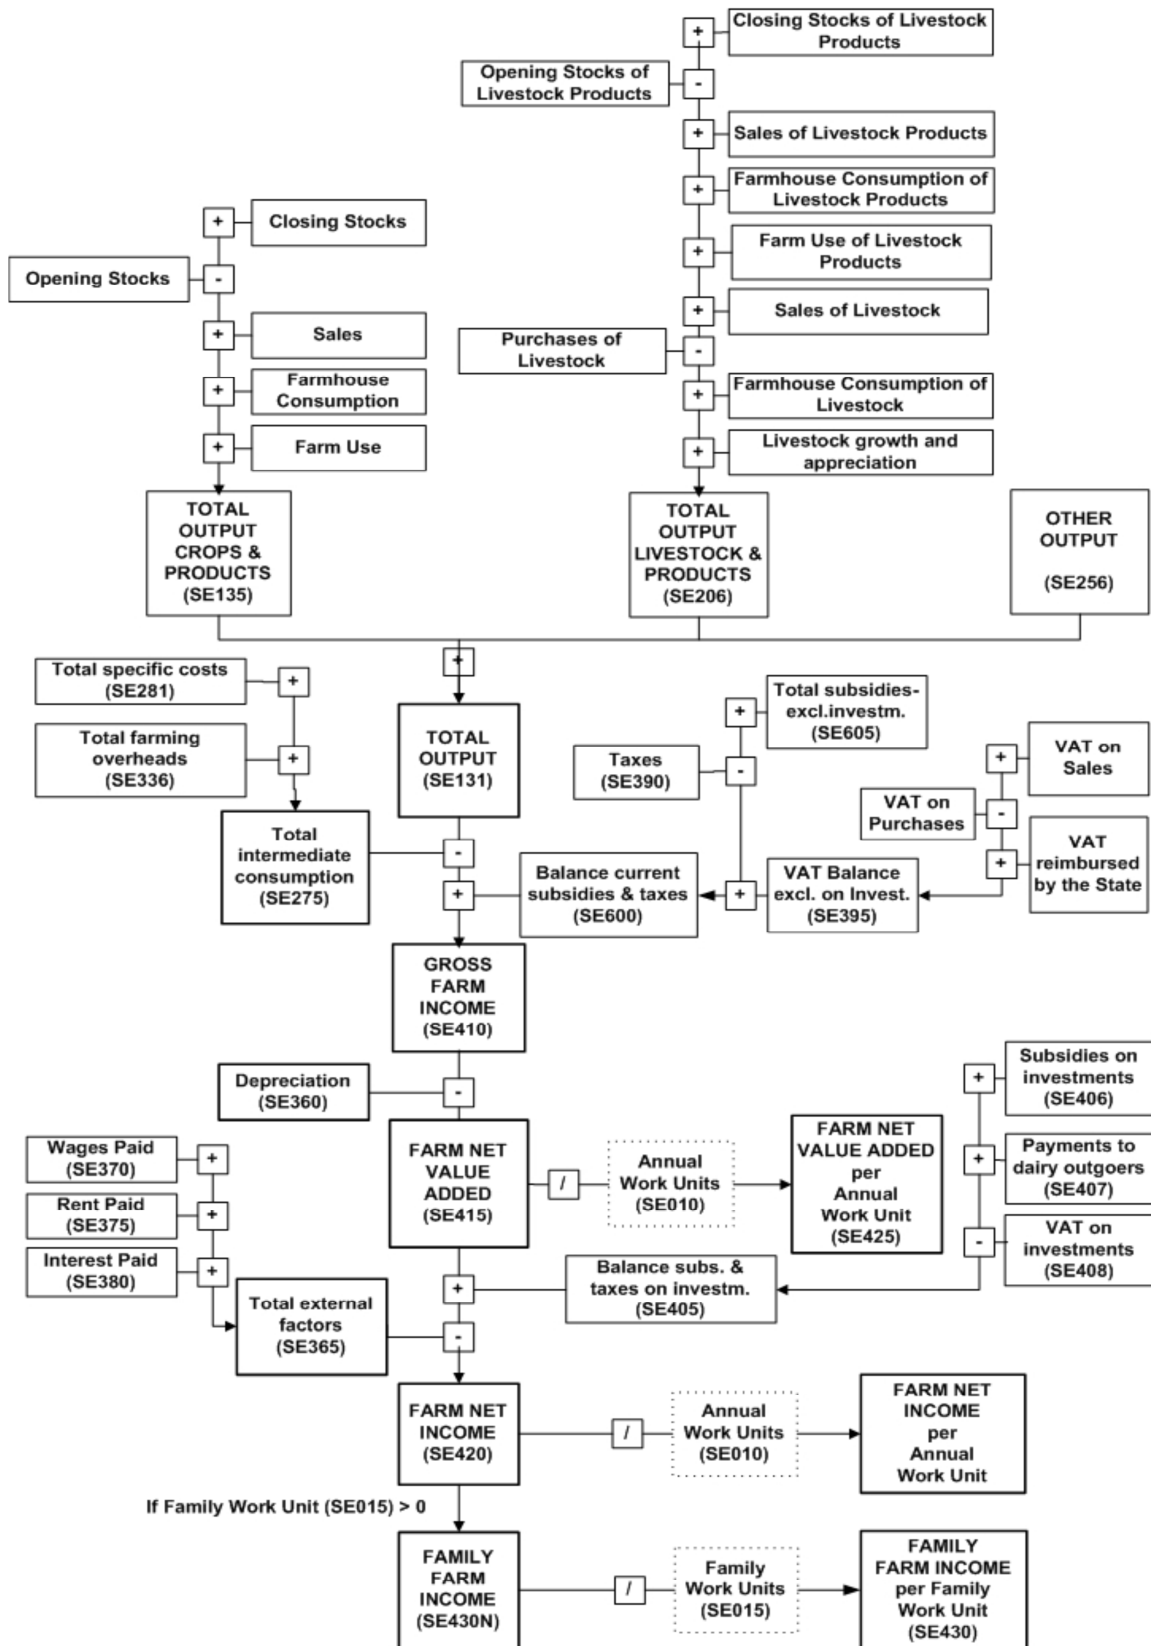 +
Closing Stocks of Livestock
Products
Opening Stocks of
Livestock Products
-
+
Sales of Livestock Products
+
Farmhouse Consumption of
Livestock Products
+
Farm Use of Livestock
Products
+
Sales of Livestock
Purchases of
Livestock
-
+
Farmhouse Consumption of
Livestock
+
Livestock growth and
appreciation
+
Closing Stocks
Opening Stocks
-
+
Sales
+
Farmhouse
Consumption
+
Farm Use
TOTAL
OUTPUT
CROPS &
PRODUCTS
(SE135)
TOTAL
OUTPUT
LIVESTOCK &
PRODUCTS
(SE206)
OTHER
OUTPUT
(SE256)
+
Total specific costs
(SE281)
+
Total farming
overheads
(SE336)
+
Total
intermediate
consumption
(SE275)
TOTAL
OUTPUT
(SE131)
-
+
+
Total subsidies-
excl.investm.
(SE605)
Taxes
(SE390)
-
+
VAT on
Sales
VAT on
Purchases
-
+
VAT
reimbursed
by the State
VAT Balance
excl. on Invest.
(SE395)
+
Balance current
subsidies & taxes
(SE600)
GROSS
FARM
INCOME
(SE410)
Depreciation
(SE360)
-
FARM NET
VALUE
ADDED
(SE415)
/
Annual
Work Units
(SE010)
FARM NET
VALUE ADDED
per
Annual
Work Unit
(SE425)
+
Subsidies on
investments
(SE406)
+
Payments to
dairy outgoers
(SE407)
-
VAT on
investments
(SE408)
Balance subs. &
taxes on investm.
(SE405)
+
Wages Paid
(SE370)
+
Rent Paid
(SE375)
+
Interest Paid
(SE380)
+
Total external
factors
(SE365)
-
FARM NET
INCOME
(SE420)
/
Annual
Work Units
(SE010)
FARM NET
INCOME
per
Annual
Work Unit
If Family Work Unit (SE015) > 0
FAMILY
FARM
INCOME
(SE430N)
/
Family
Work Units
(SE015)
FAMILY
FARM INCOME
per Family
Work Unit
(SE430)